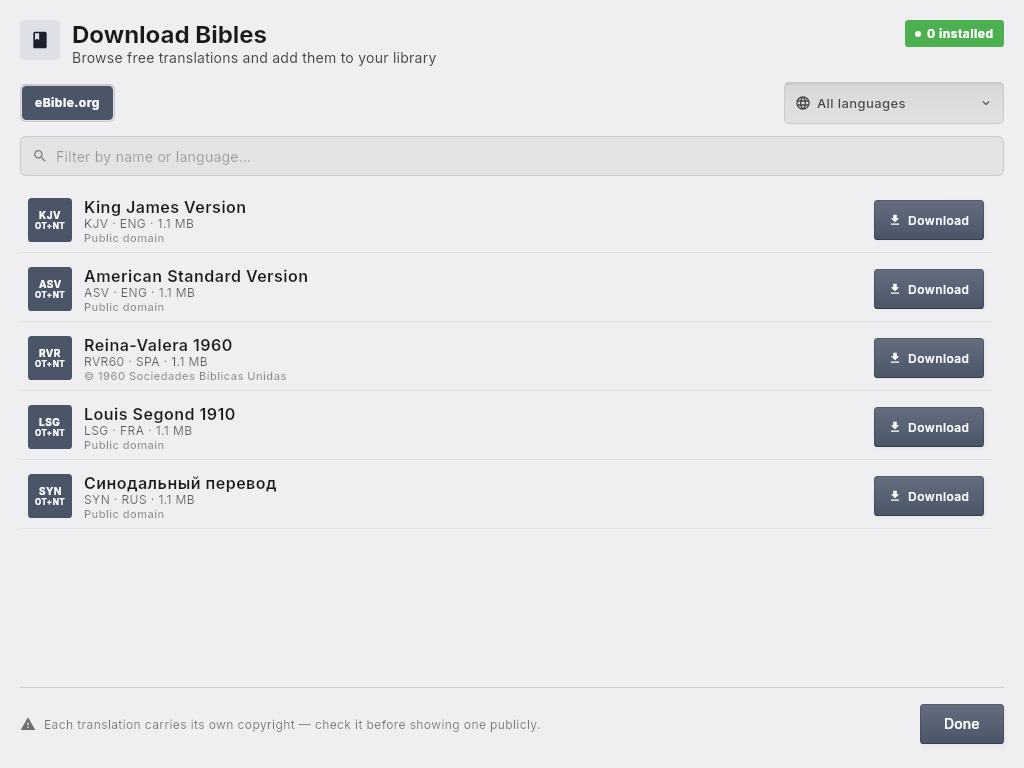 Download Bibles
Browse free translations and add them to your library
0 installed
eBible.org
All languages
Filter by name or language...
KJV
OT+NT
King James Version
KJV · ENG · 1.1 MB
Public domain
Download
ASV
OT+NT
American Standard Version
ASV · ENG · 1.1 MB
Public domain
Download
RVR
OT+NT
Reina-Valera 1960
RVR60 · SPA · 1.1 MB
© 1960 Sociedades Bíblicas Unidas
Download
LSG
OT+NT
Louis Segond 1910
LSG · FRA · 1.1 MB
Public domain
Download
SYN
OT+NT
Синодальный перевод
SYN · RUS · 1.1 MB
Public domain
Download
Each translation carries its own copyright — check it before showing one publicly.
Done